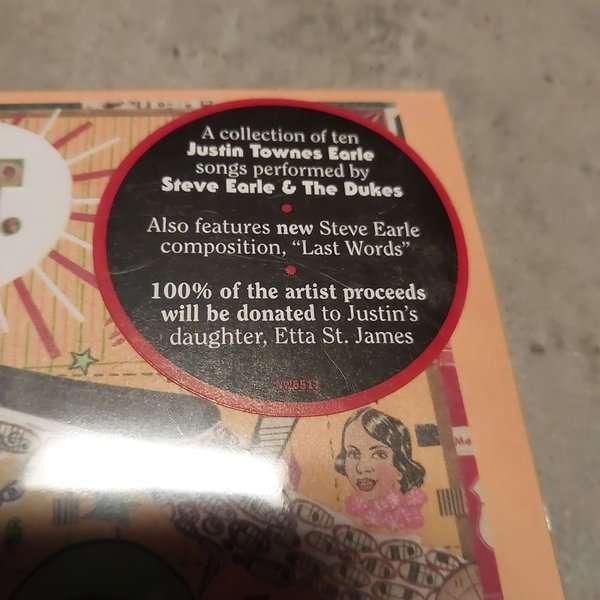 T.
A collection of ten
Justin Townes Earle
songs performed by
Steve Earle & The Dukes
Also features new Steve Earle
composition, “Last Words”
100% of the artist proceeds
will be donated to Justin’s
daughter, Etta St. James
Me